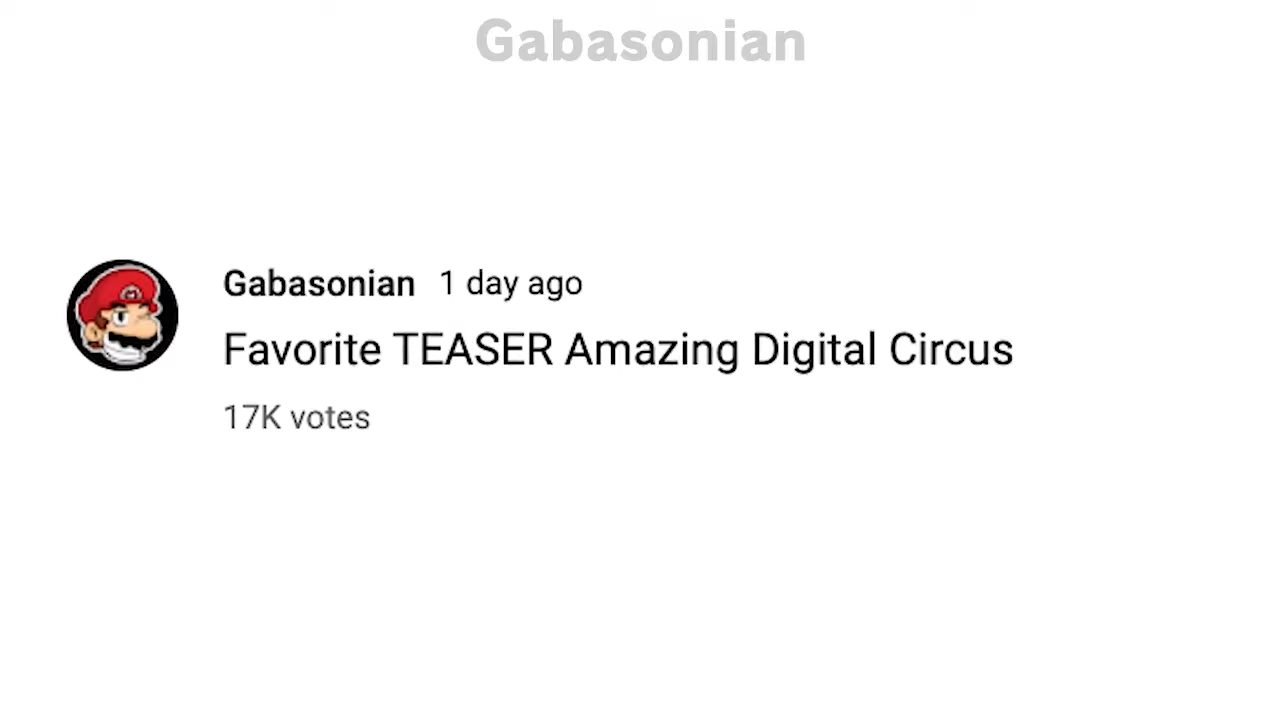 Gabasonian
Gabasonian 1 day ago
Favorite TEASER Amazing Digital Circus
17K votes